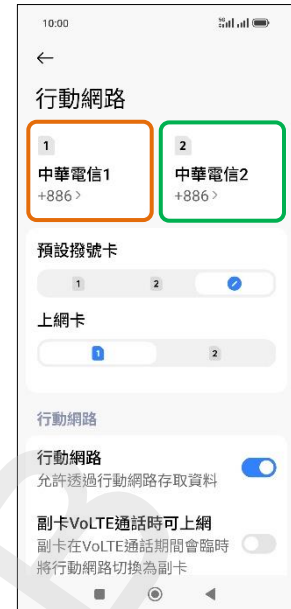 10:00
5G
行動網路
1
中華電信1
+886 >
2
中華電信2
+886 >
預設撥號卡
1 2
上網卡
1 2
行動網路
行動網路
允許透過行動網路存取資料
副卡VoLTE通話時可上網
副卡在VoLTE通話期間會臨時
將行動網路切換為副卡